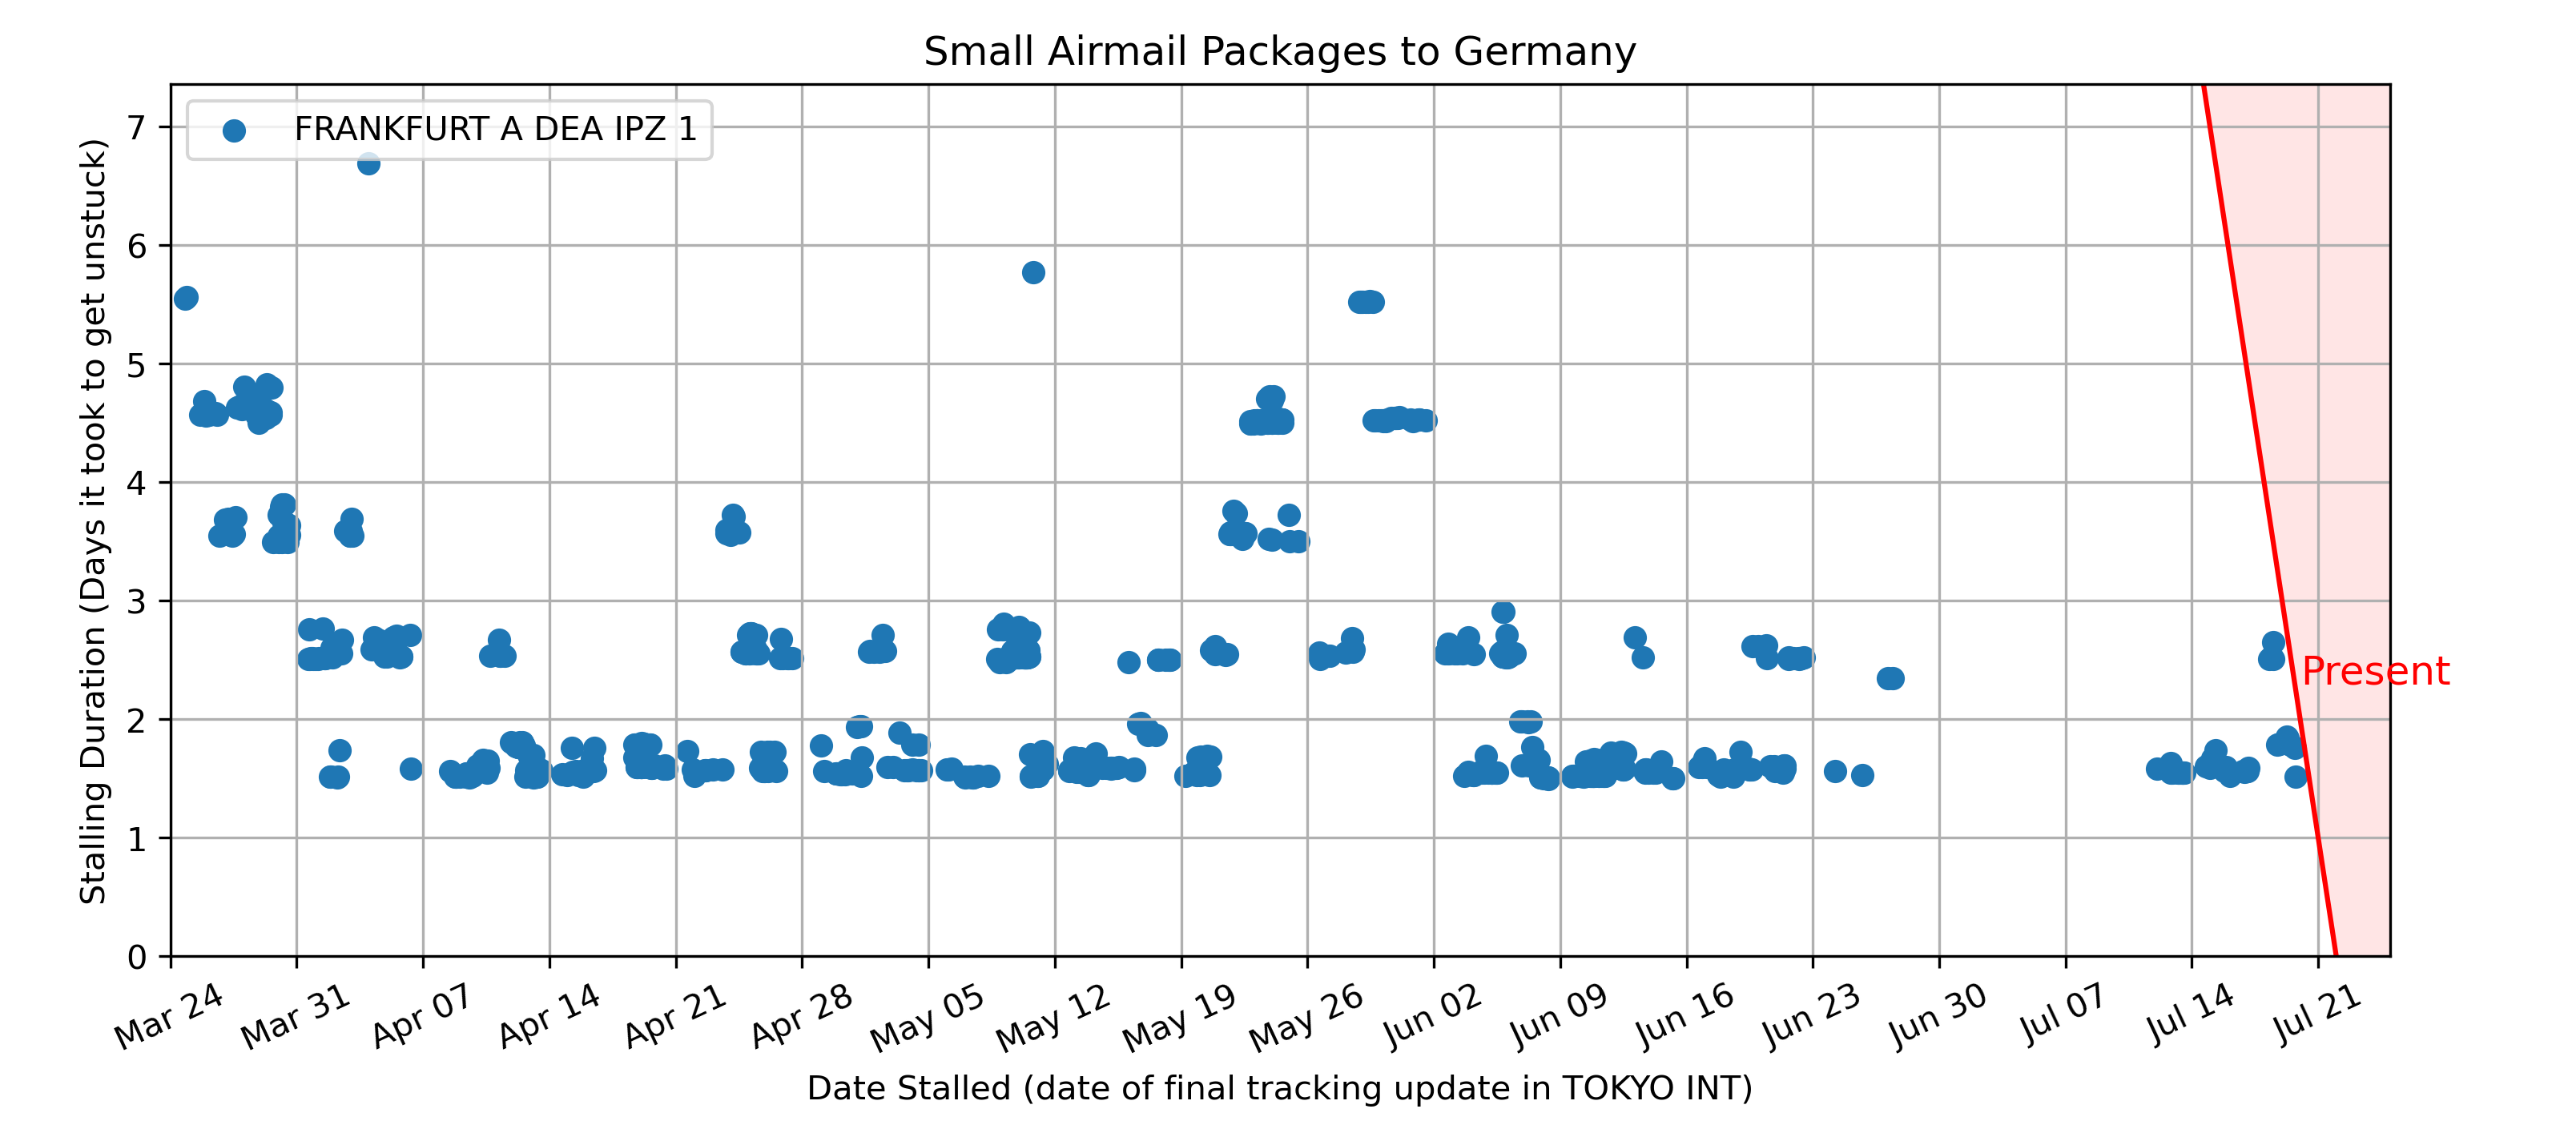 Small Airmail Packages to Germany
FRANKFURT A DEA IPZ 1
Stalling Duration (Days it took to get unstuck)
7
6
5
4
3
2
1
0
Present
Mar 24
Mar 31
Apr 07
Apr 14
Apr 21
Apr 28
May 05
May 12
May 19
May 26
Jun 02
Jun 09
Jun 16
Jun 23
Jun 30
Jul 07
Jul 14
Jul 21
Date Stalled (date of final tracking update in TOKYO INT)